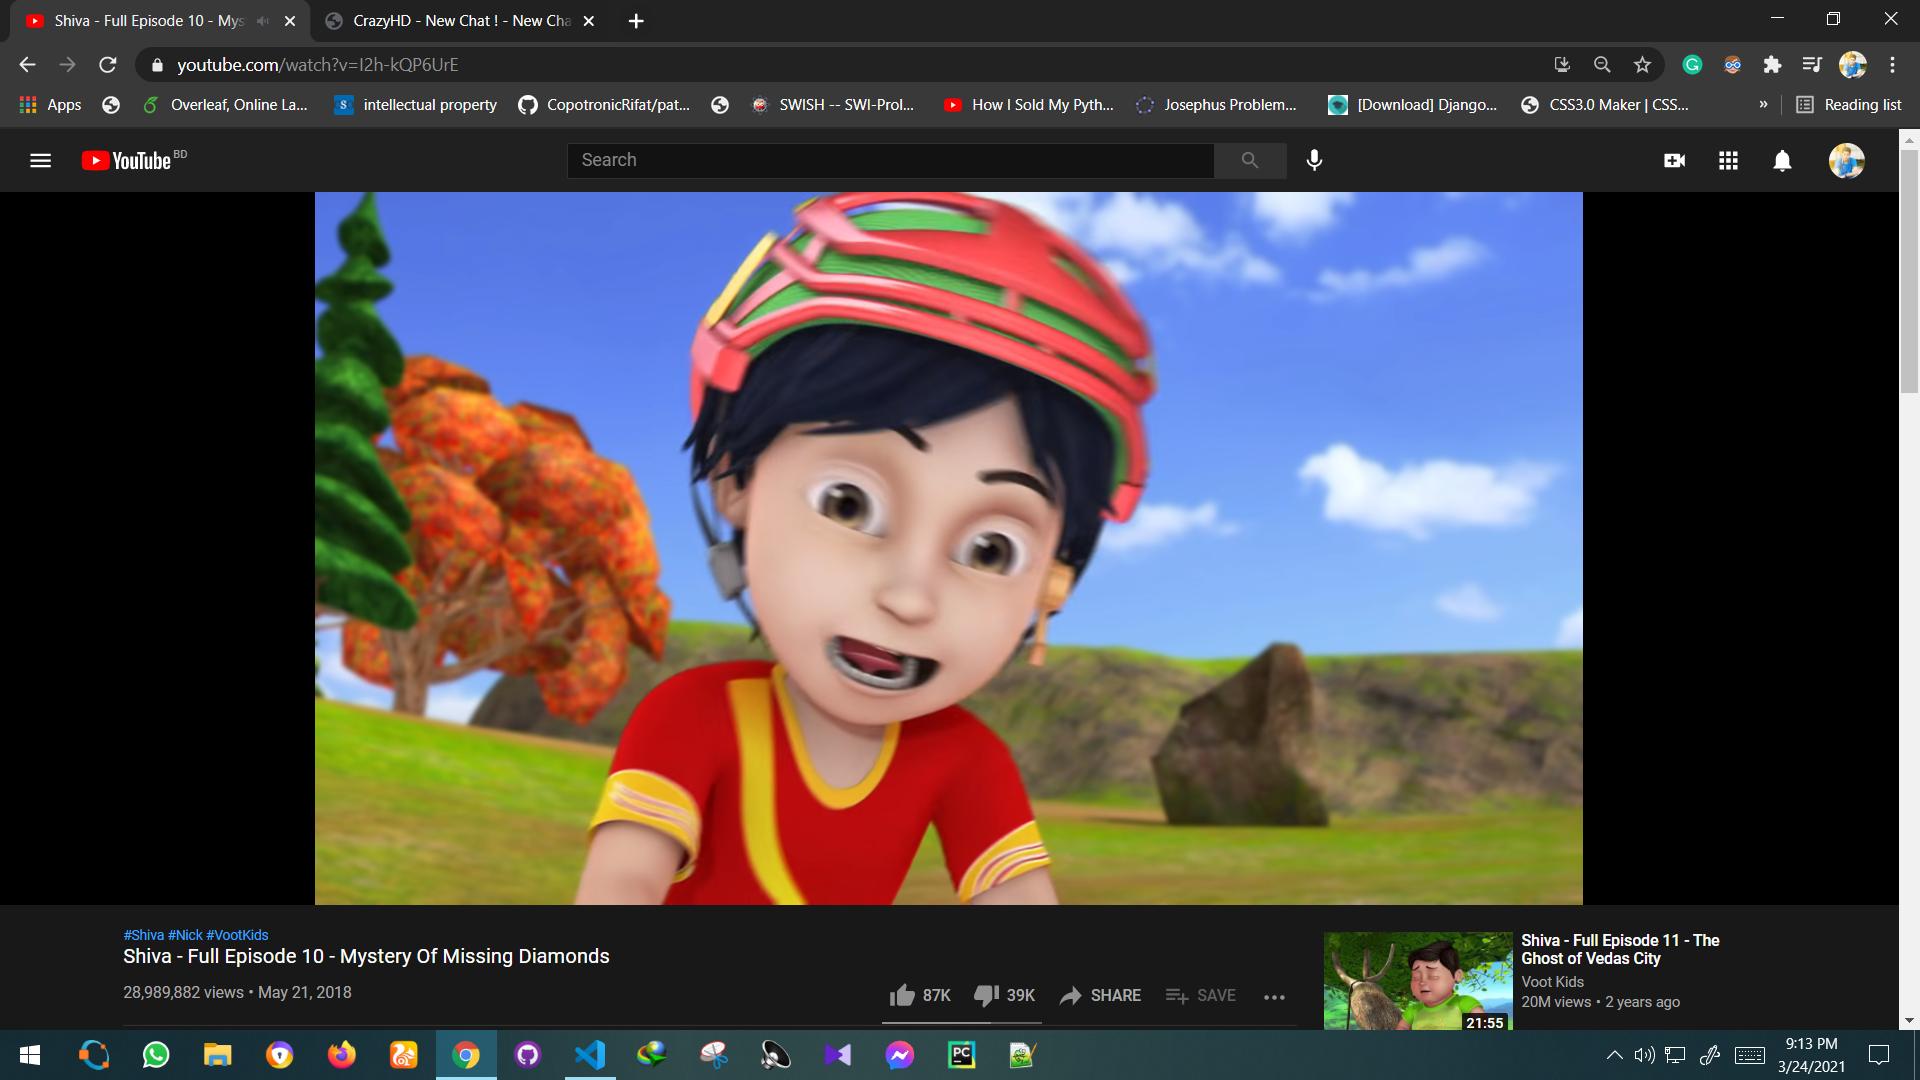 Shiva - Full Episode 10 - Mys
CrazyHD - New Chat ! - New Cha
youtube.com/watch?v=I2h-kQP6UrE
Apps
Overleaf, Online La...
intellectual property
CopotronicRifat/pat...
SWISH -- SWI-Prol...
How I Sold My Pyth...
Josephus Problem...
[Download] Django...
CSS3.0 Maker | CSS...
»
Reading list
YouTube BD
Search
#Shiva #Nick #VootKids
Shiva - Full Episode 10 - Mystery Of Missing Diamonds
28,989,882 views • May 21, 2018
87K
39K
SHARE
SAVE
21:55
Shiva - Full Episode 11 - The
Ghost of Vedas City
Voot Kids
20M views • 2 years ago
PC
9:13 PM
3/24/2021